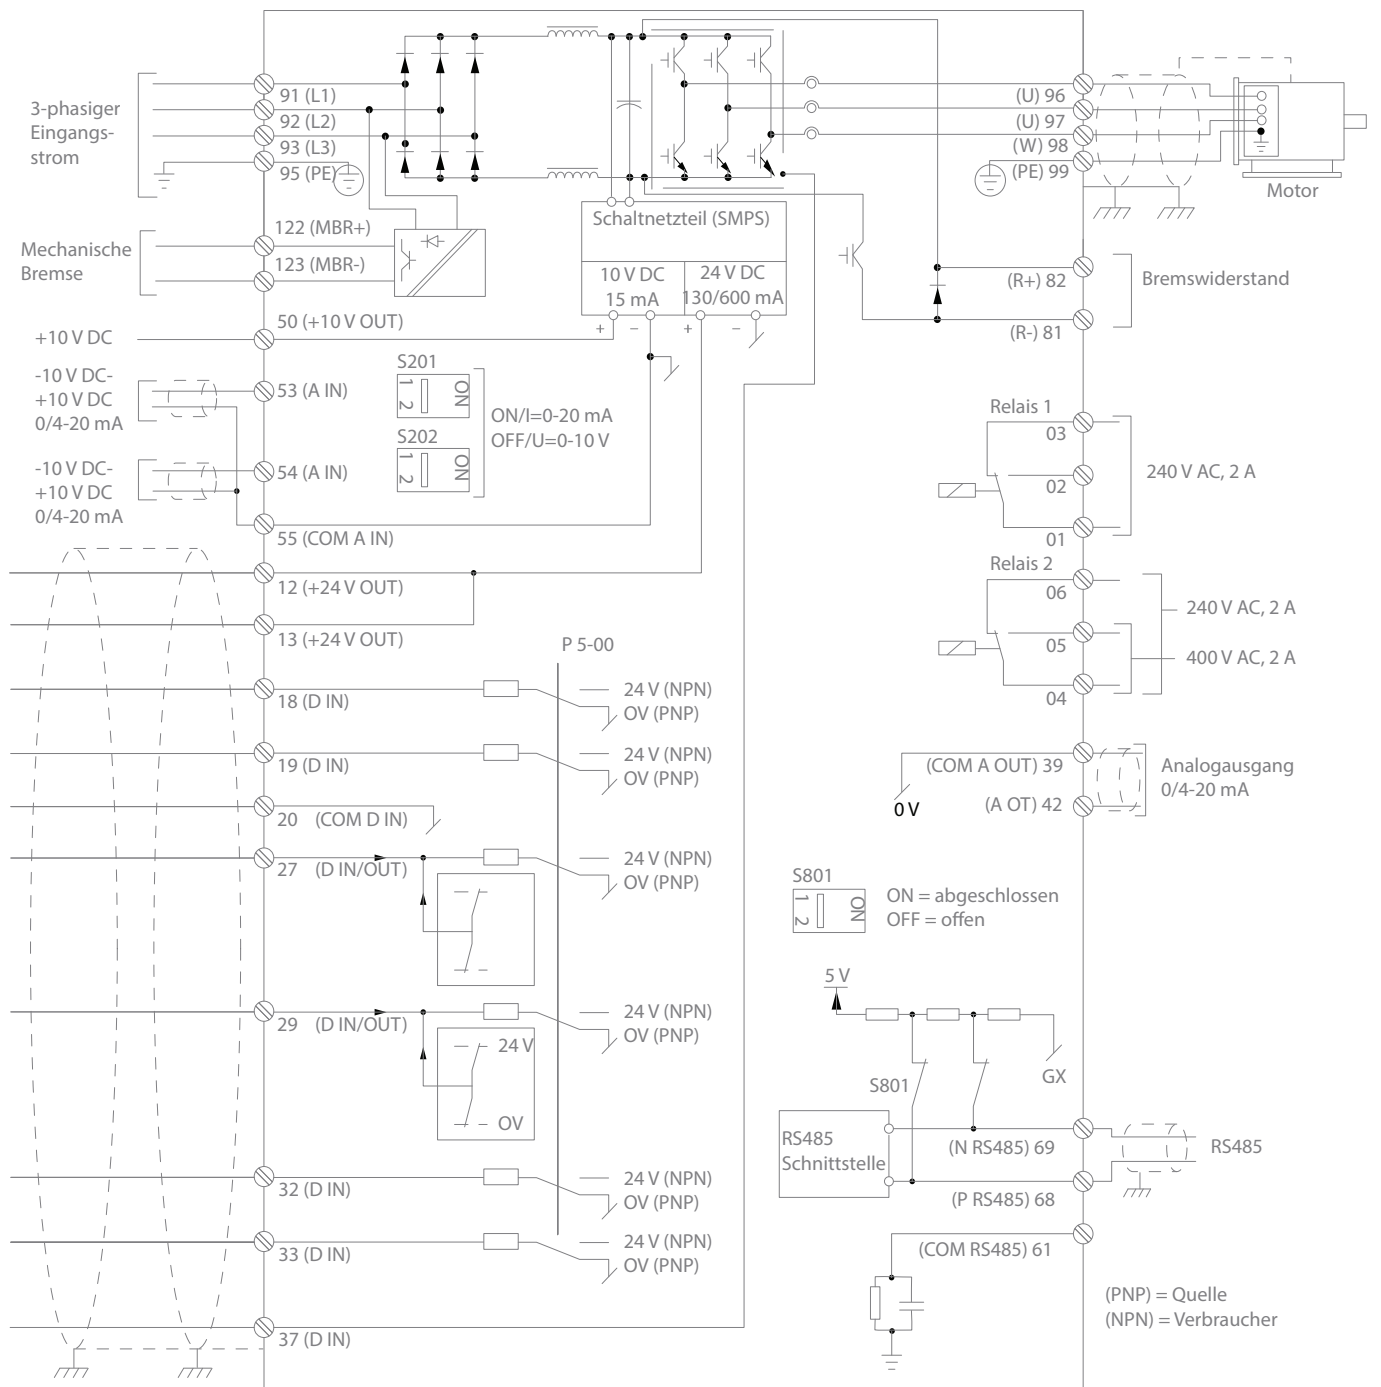 3-phasiger
Eingangs-
strom
91 (L1)
92 (L2)
93 (L3)
95 (PE)
Mechanische
Bremse
122 (MBR+)
123 (MBR-)
+10 V DC
50 (+10 V OUT)
-10 V DC-
+10 V DC
0/4-20 mA
53 (A IN)
-10 V DC-
+10 V DC
0/4-20 mA
54 (A IN)
55 (COM A IN)
12 (+24 V OUT)
13 (+24 V OUT)
18 (D IN)
19 (D IN)
20 (COM D IN)
27 (D IN/OUT)
29 (D IN/OUT)
32 (D IN)
33 (D IN)
37 (D IN)
Schaltnetzteil (SMPS)
10 V DC
15 mA
24 V DC
130/600 mA
+ − + −
S201
1
2
ON
S202
1
2
ON
ON/I=0-20 mA
OFF/U=0-10 V
P 5-00
24 V (NPN)
OV (PNP)
24 V (NPN)
OV (PNP)
24 V (NPN)
OV (PNP)
24 V (NPN)
OV (PNP)
24 V
OV
24 V (NPN)
OV (PNP)
24 V (NPN)
OV (PNP)
(U) 96
(U) 97
(W) 98
(PE) 99
Motor
(R+) 82
(R-) 81
Bremswiderstand
Relais 1
03
02
01
240 V AC, 2 A
Relais 2
06
05
04
240 V AC, 2 A
400 V AC, 2 A
(COM A OUT) 39
(A OT) 42
0 V
Analogausgang
0/4-20 mA
S801
1
2
ON
ON = abgeschlossen
OFF = offen
5 V
GX
S801
RS485
Schnittstelle
(N RS485) 69
(P RS485) 68
RS485
(COM RS485) 61
(PNP) = Quelle
(NPN) = Verbraucher